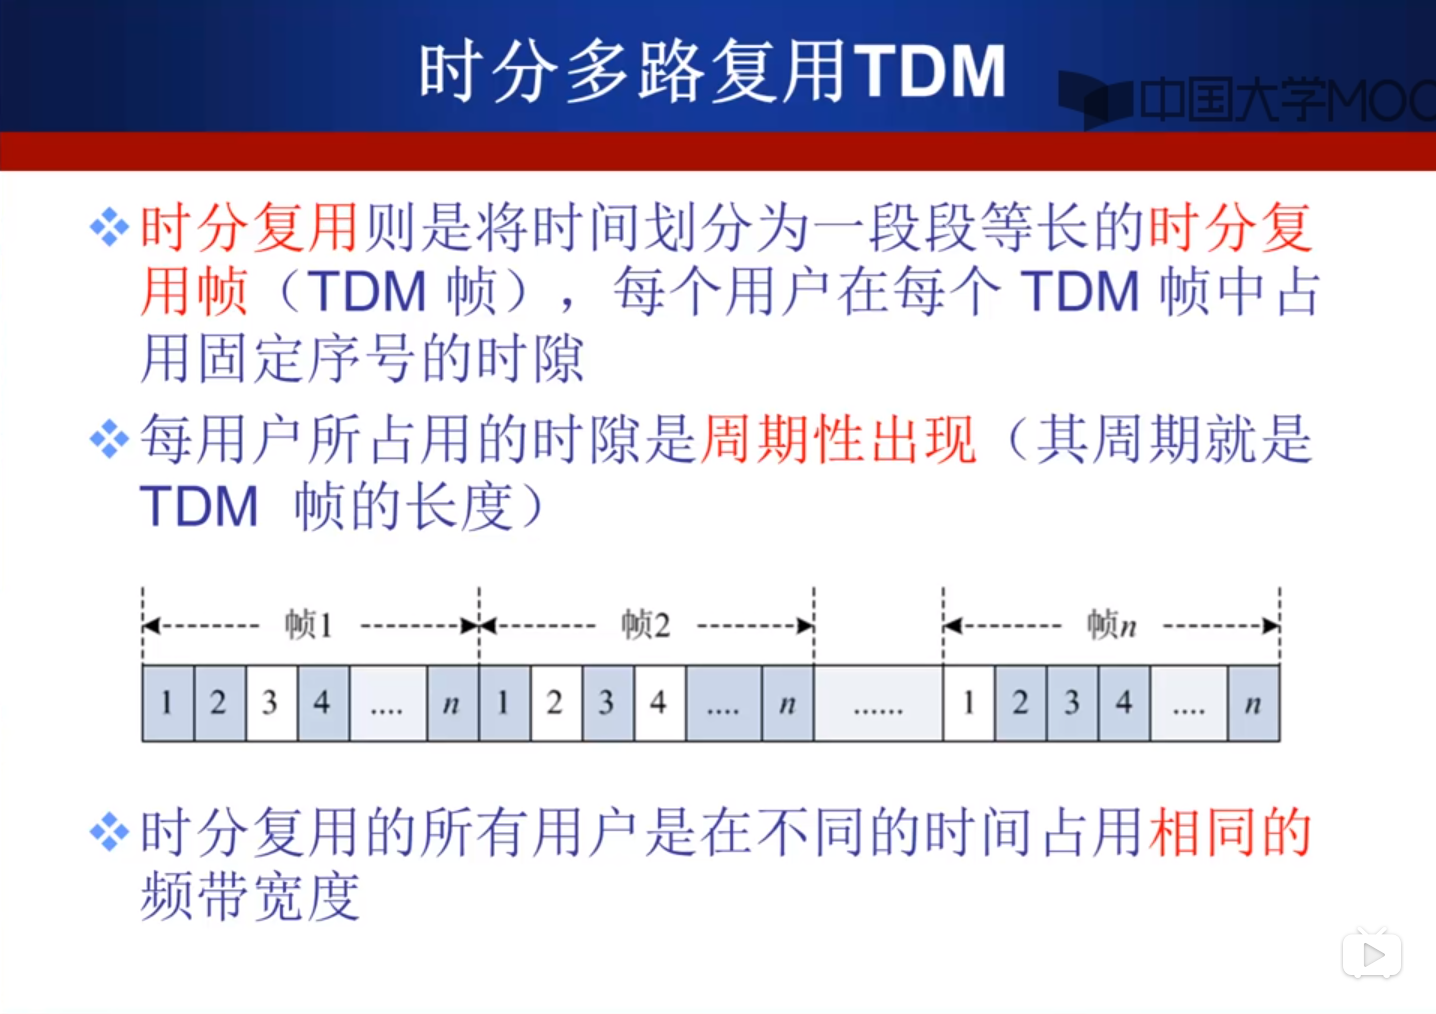 时分多路复用TDM
中国大学MOO
时分复用则是将时间划分为一段段等长的时分复
用帧（TDM 帧），每个用户在每个 TDM 帧中占
用固定序号的时隙
每用户所占用的时隙是周期性出现（其周期就是
TDM 帧的长度）
帧1 帧2 帧n
1 2 3 4 .... n 1 2 3 4 .... n ...... 1 2 3 4 .... n
时分复用的所有用户是在不同的时间占用相同的
频带宽度